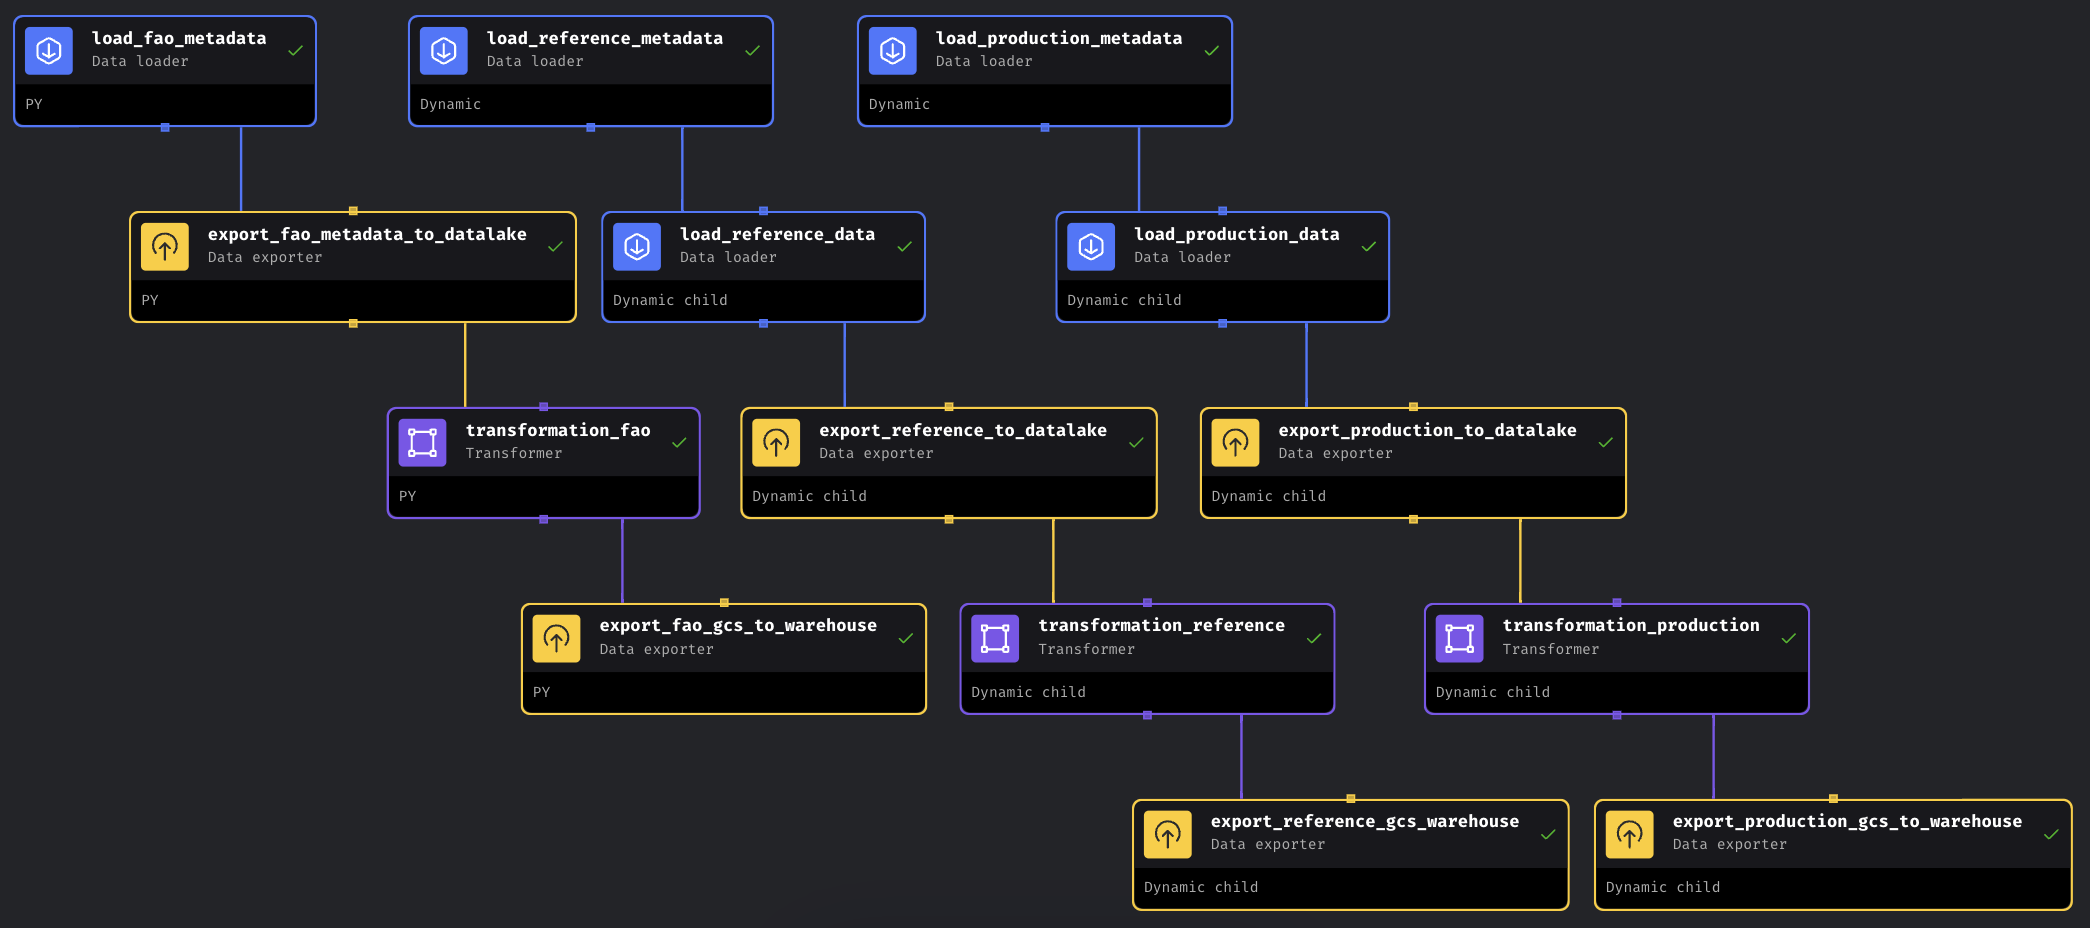 load_fao_metadata
Data loader
PY
load_reference_metadata
Data loader
Dynamic
load_production_metadata
Data loader
Dynamic
export_fao_metadata_to_datalake
Data exporter
PY
load_reference_data
Data loader
Dynamic child
load_production_data
Data loader
Dynamic child
transformation_fao
Transformer
PY
export_reference_to_datalake
Data exporter
Dynamic child
export_production_to_datalake
Data exporter
Dynamic child
export_fao_gcs_to_warehouse
Data exporter
PY
transformation_reference
Transformer
Dynamic child
transformation_production
Transformer
Dynamic child
export_reference_gcs_warehouse
Data exporter
Dynamic child
export_production_gcs_to_warehouse
Data exporter
Dynamic child